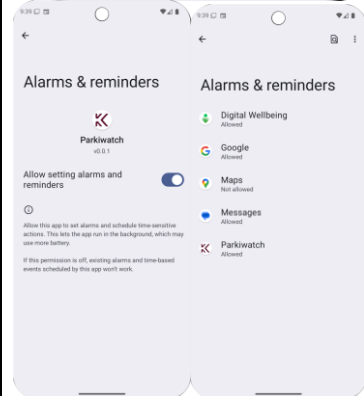 9:39
Alarms & reminders
Parkiwatch
v0.0.1
Allow setting alarms and
reminders
Allow this app to set alarms and schedule time-sensitive
actions. This lets the app run in the background, which may
use more battery.
If this permission is off, existing alarms and time-based
events scheduled by this app won't work.
9:39
Alarms & reminders
Digital Wellbeing
Allowed
Google
Allowed
Maps
Not allowed
Messages
Allowed
Parkiwatch
Allowed